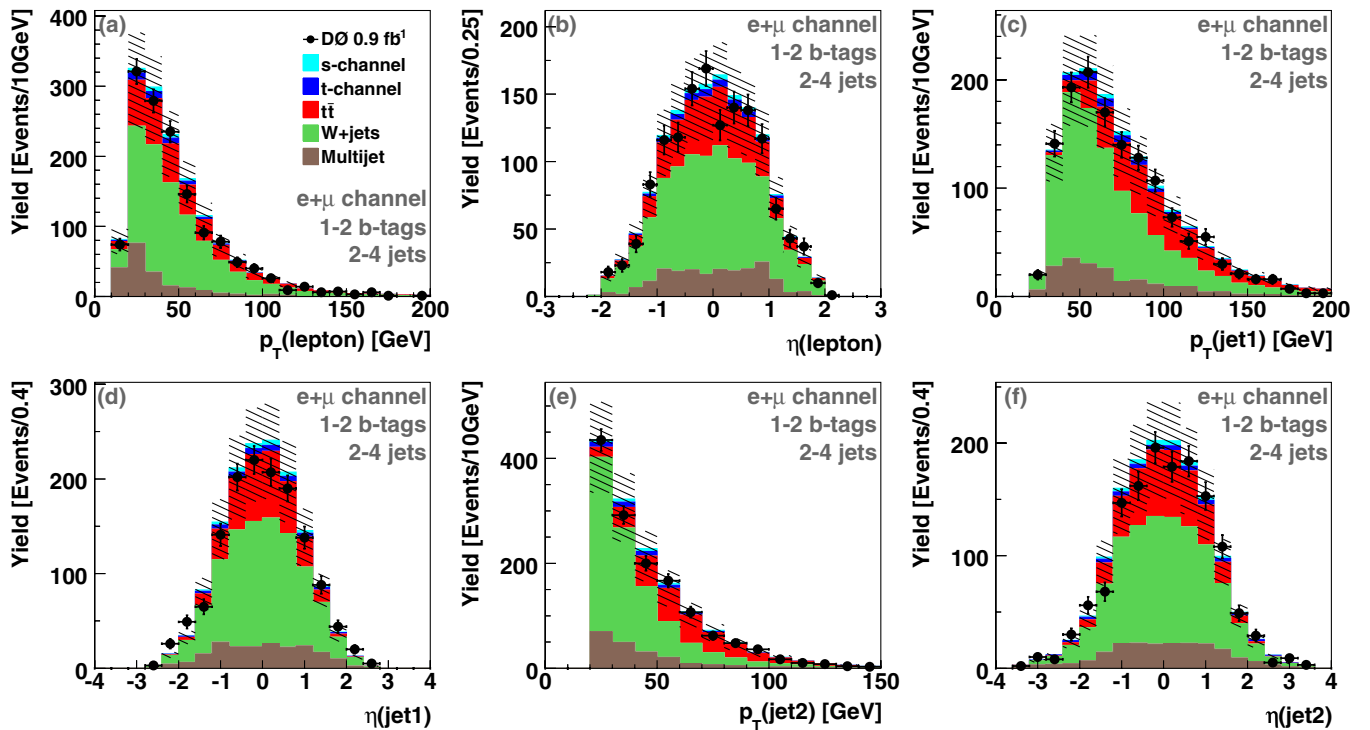 (a)
Yield [Events/10GeV]
400
300
200
100
0
DØ 0.9 fb⁻¹
s-channel
t-channel
tt̄
W+jets
Multijet
e+μ channel
1-2 b-tags
2-4 jets
0 50 100 150 200
p_T(lepton) [GeV]
(b)
Yield [Events/0.25]
200
150
100
50
0
e+μ channel
1-2 b-tags
2-4 jets
-3 -2 -1 0 1 2 3
η(lepton)
(c)
Yield [Events/10GeV]
200
100
0
e+μ channel
1-2 b-tags
2-4 jets
0 50 100 150 200
p_T(jet1) [GeV]
(d)
Yield [Events/0.4]
300
200
100
0
e+μ channel
1-2 b-tags
2-4 jets
-4 -3 -2 -1 0 1 2 3 4
η(jet1)
(e)
Yield [Events/10GeV]
400
200
0
e+μ channel
1-2 b-tags
2-4 jets
0 50 100 150
p_T(jet2) [GeV]
(f)
Yield [Events/0.4]
200
100
0
e+μ channel
1-2 b-tags
2-4 jets
-4 -3 -2 -1 0 1 2 3 4
η(jet2)